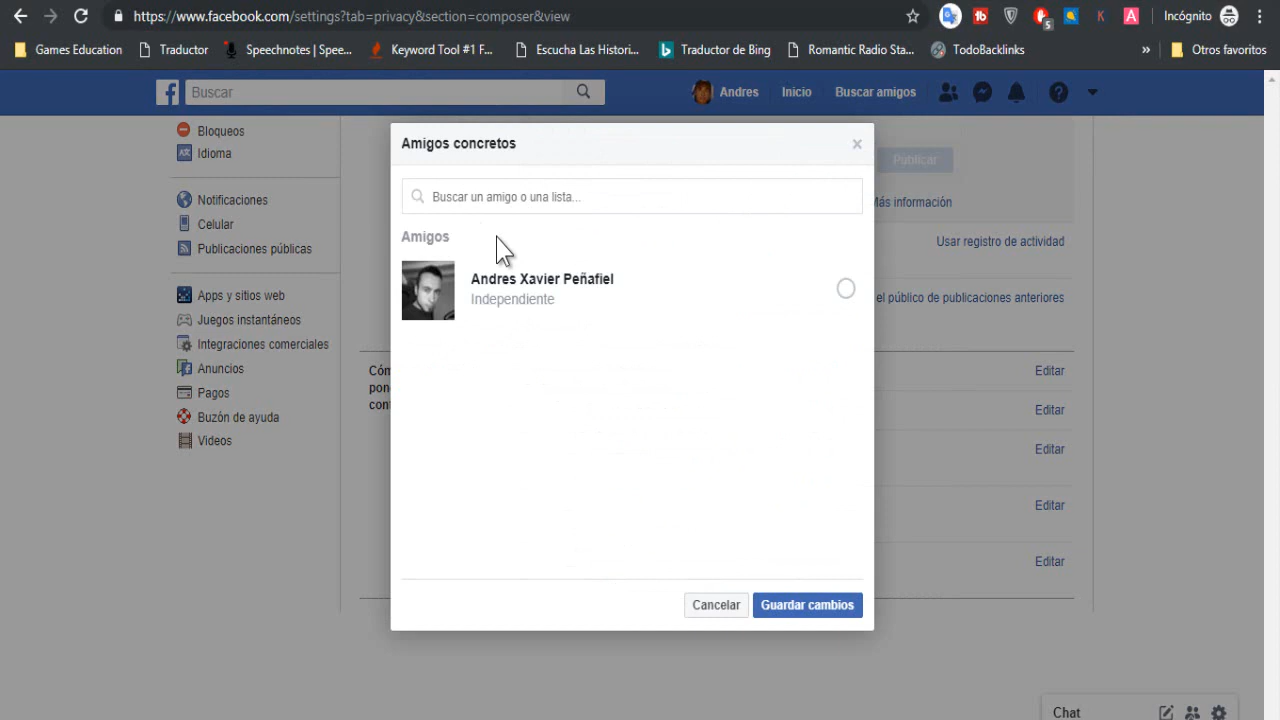 https://www.facebook.com/settings?tab=privacy&section=composer&view
5
Incógnito
Games Education
Traductor
Speechnotes | Spee...
Keyword Tool #1 F...
Escucha Las Histori...
Traductor de Bing
Romantic Radio Sta...
TodoBacklinks
»
Otros favoritos
Buscar
Andres
Inicio
Buscar amigos
Bloqueos
Idioma
Notificaciones
Celular
Publicaciones públicas
Apps y sitios web
Juegos instantáneos
Integraciones comerciales
Anuncios
Pagos
Buzón de ayuda
Videos
Amigos concretos
Buscar un amigo o una lista...
Amigos
Andres Xavier Peñafiel
Independiente
Cancelar
Guardar cambios
Publicar
Más información
Usar registro de actividad
el público de publicaciones anteriores
Editar
Editar
Editar
Editar
Editar
Chat